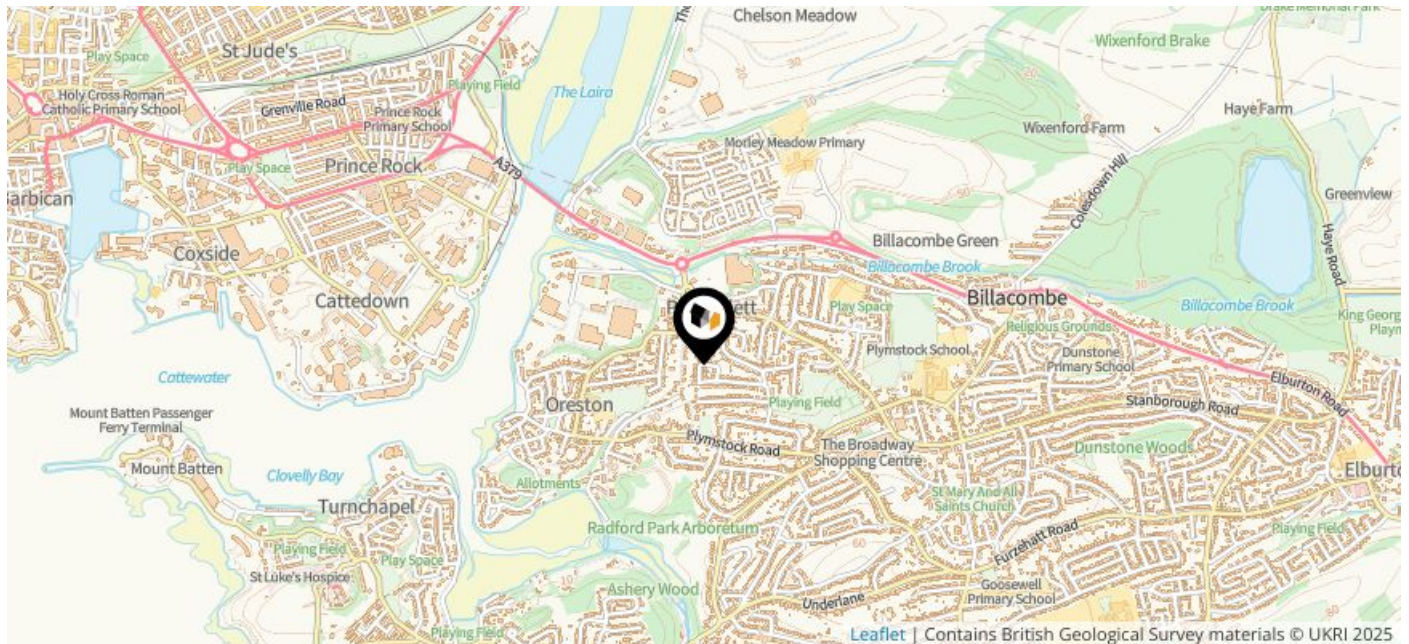 Chelson Meadow
St Jude's
Play Space
Wixenford Brake
Playing Field
The Laira
Holy Cross Roman
Catholic Primary School
Grenville Road
Prince Rock
Primary School
Haye Farm
Wixenford Farm
Morley Meadow Primary
Play Space
Prince Rock
A379
Colesdown Hill
Greenview
Haye Road
Coxside
Billacombe Green
Billacombe Brook
Cattedown
Billacombe
Billacombe Brook
Play Space
Religious Grounds
Plymstock School
Dunstone
Primary School
Cattewater
Elburton Road
Oreston
Playing Field
Stanborough Road
Mount Batten Passenger
Ferry Terminal
Plymstock Road
The Broadway
Shopping Centre
Dunstone Woods
Mount Batten
Clovelly Bay
Allotments
Turnchapel
St Mary And All
Saints Church
Radford Park Arboretum
Furzehatt Road
Playing Field
Playing Field
Play Space
St Luke's Hospice
Ashery Wood
Goosewell
Primary School
Underlane
Playing Field
Leaflet | Contains British Geological Survey materials © UKRI 2025